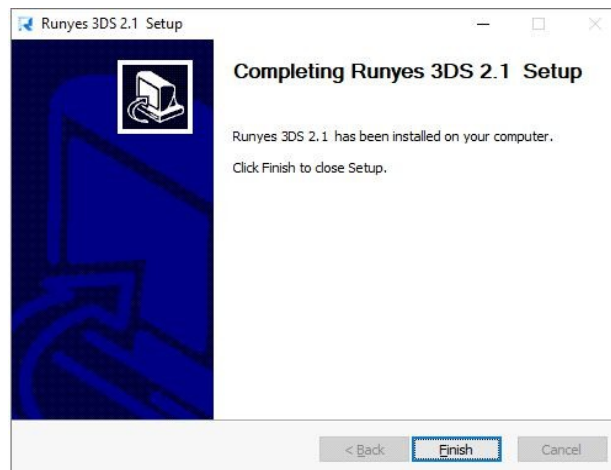 Runyes 3DS 2.1 Setup
Completing Runyes 3DS 2.1 Setup
Runyes 3DS 2.1 has been installed on your computer.
Click Finish to close Setup.
< Back Finish Cancel